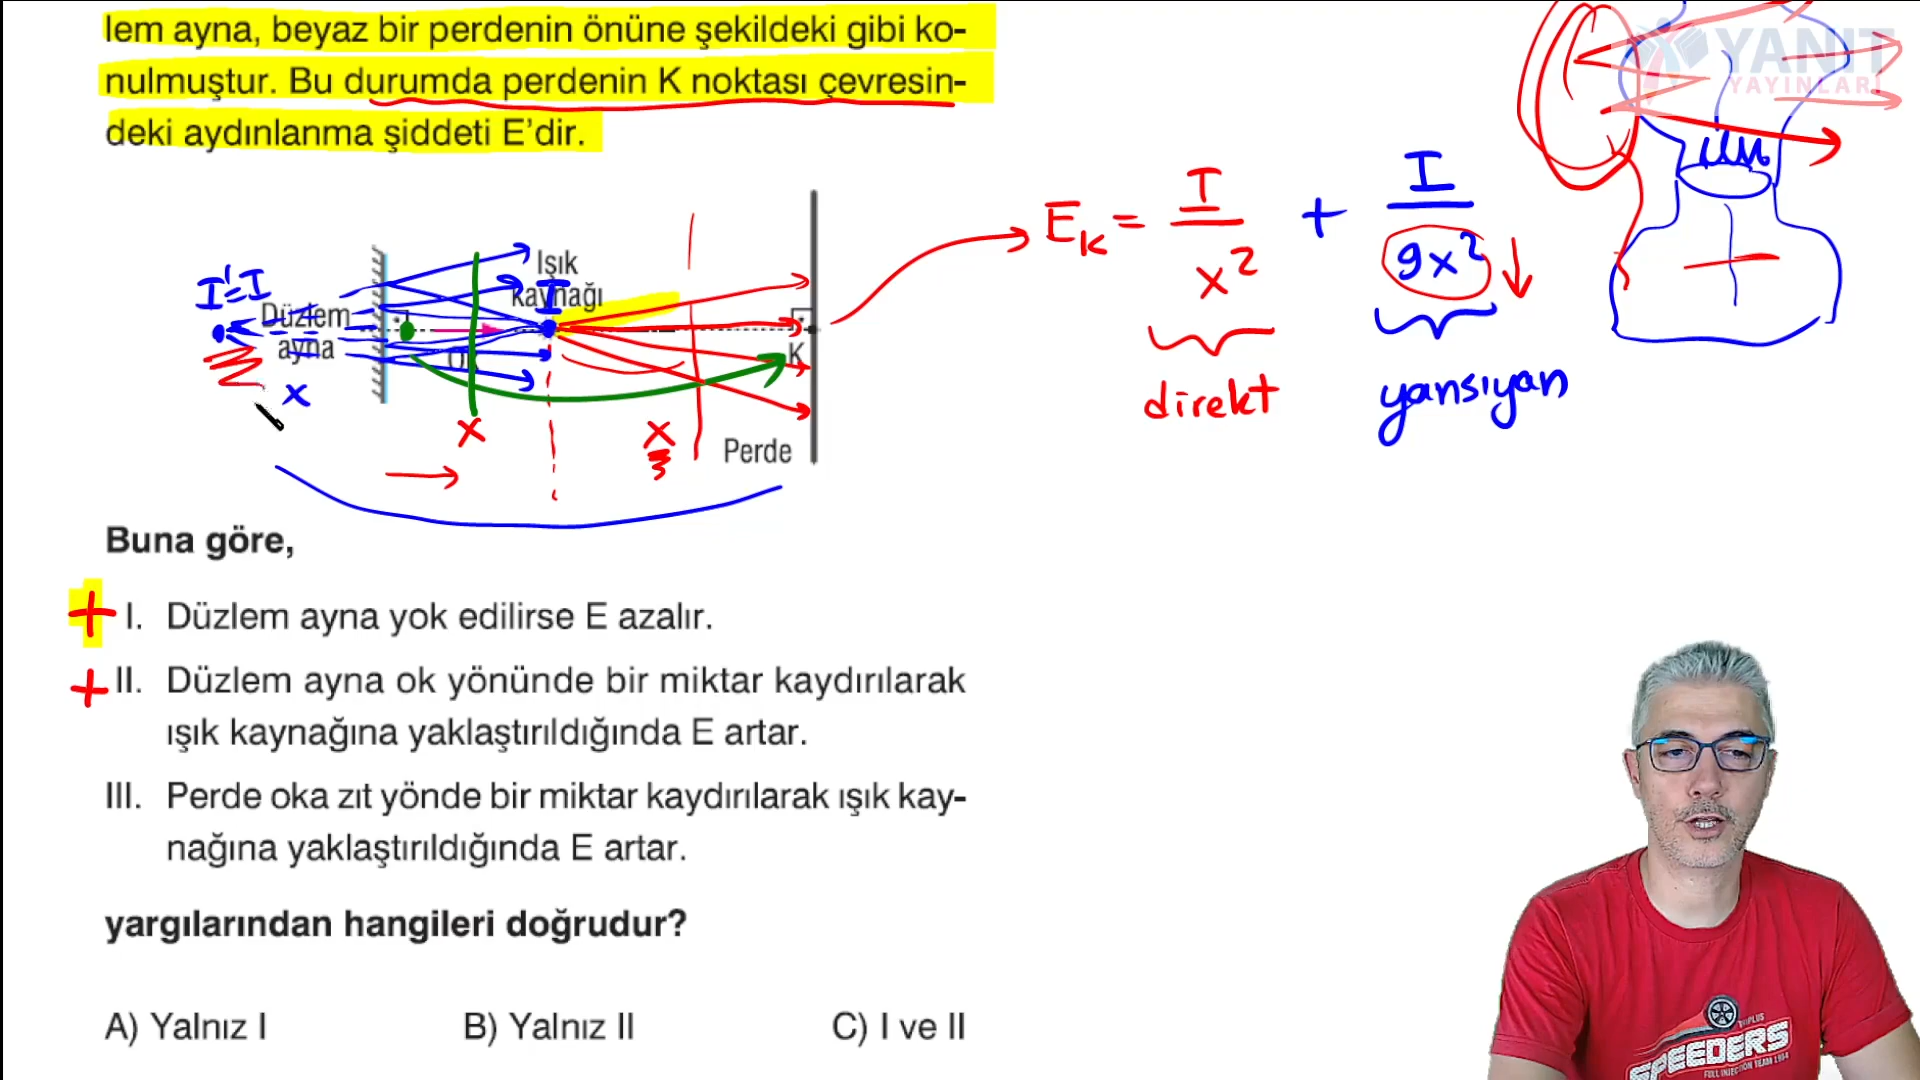 lem ayna, beyaz bir perdenin önüne şekildeki gibi ko-
nulmuştur. Bu durumda perdenin K noktası çevresin-
deki aydınlanma şiddeti E'dir.
YANIT
YAYINLARI
Işık
kaynağı
I
I'=I
Düzlem
ayna
x
x
x
K
Perde
E_K = I/x² + I/9x²
direkt
yansıyan
Buna göre,
+ I. Düzlem ayna yok edilirse E azalır.
+ II. Düzlem ayna ok yönünde bir miktar kaydırılarak
ışık kaynağına yaklaştırıldığında E artar.
III. Perde oka zıt yönde bir miktar kaydırılarak ışık kay-
nağına yaklaştırıldığında E artar.
yargılarından hangileri doğrudur?
A) Yalnız I B) Yalnız II C) I ve II
SPEEDERS